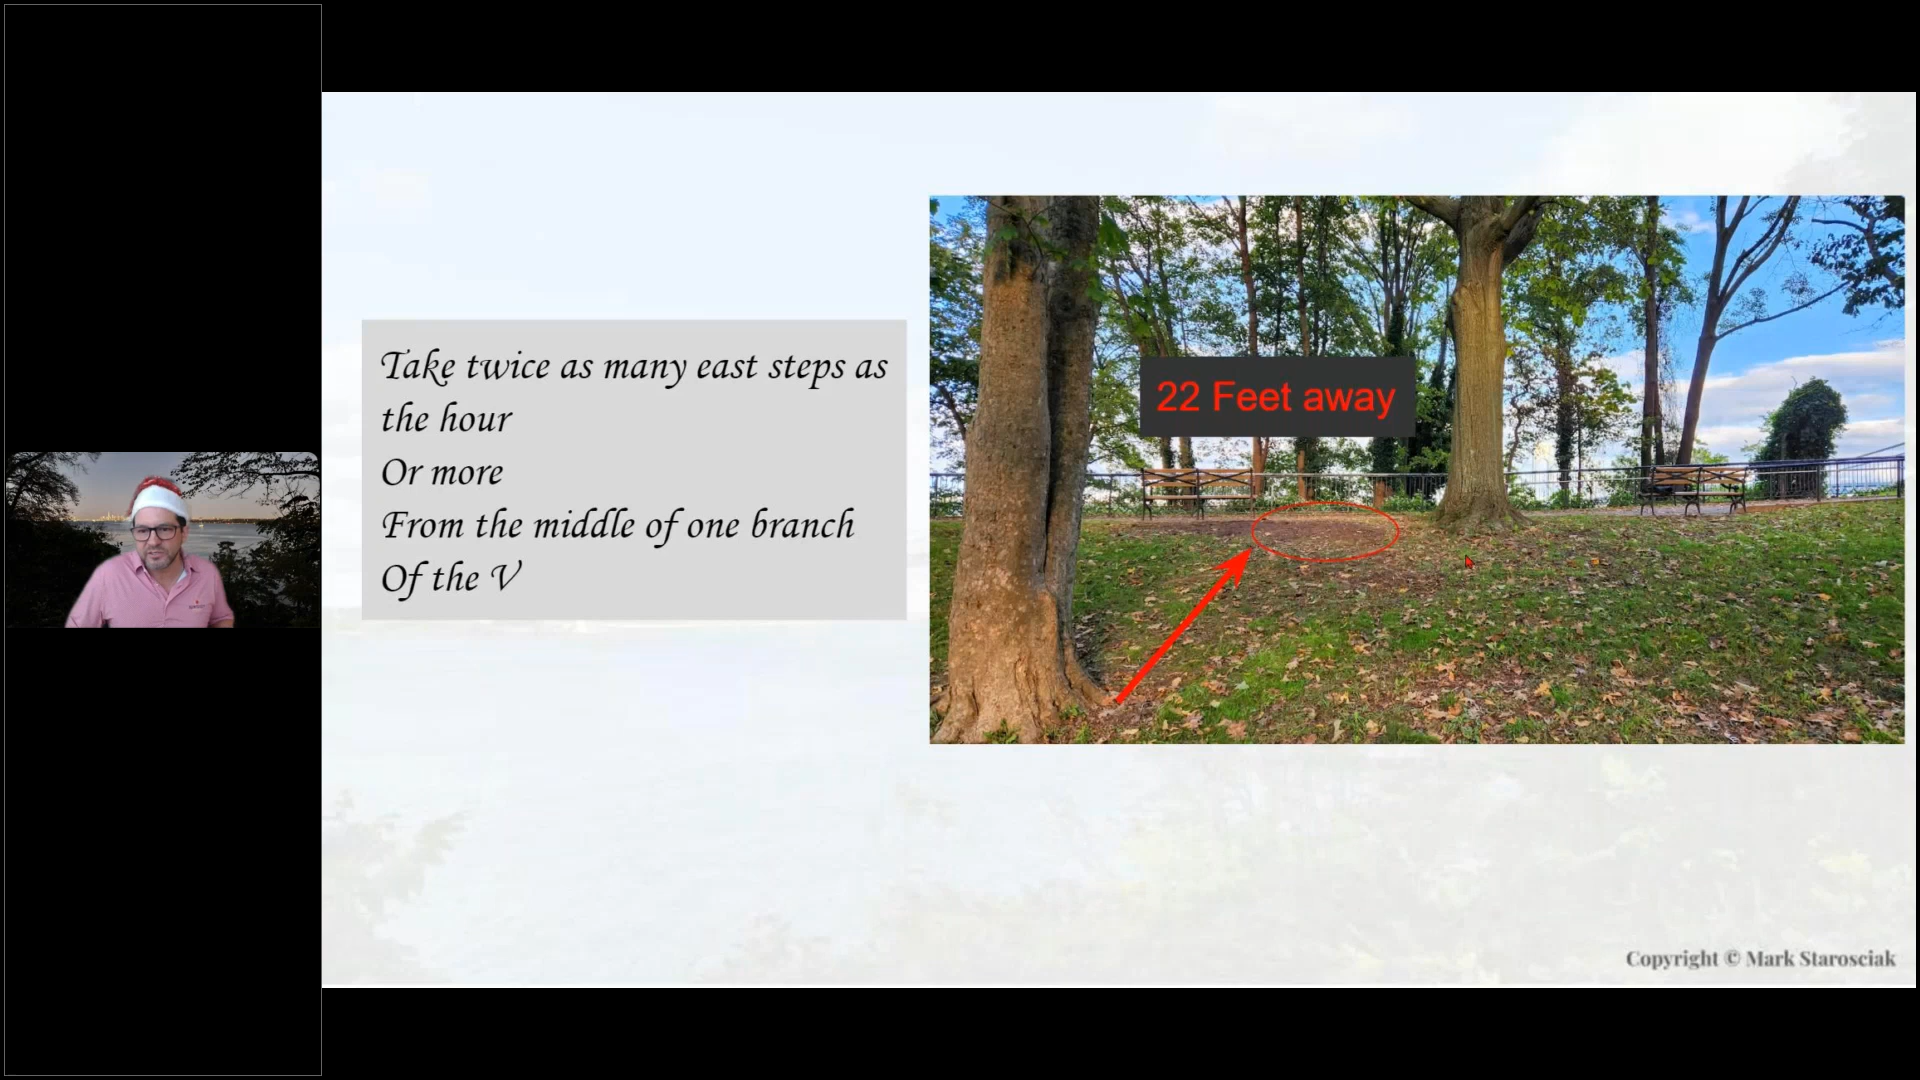 Take twice as many east steps as
the hour
Or more
From the middle of one branch
Of the V
22 Feet away
Copyright © Mark Starosciak